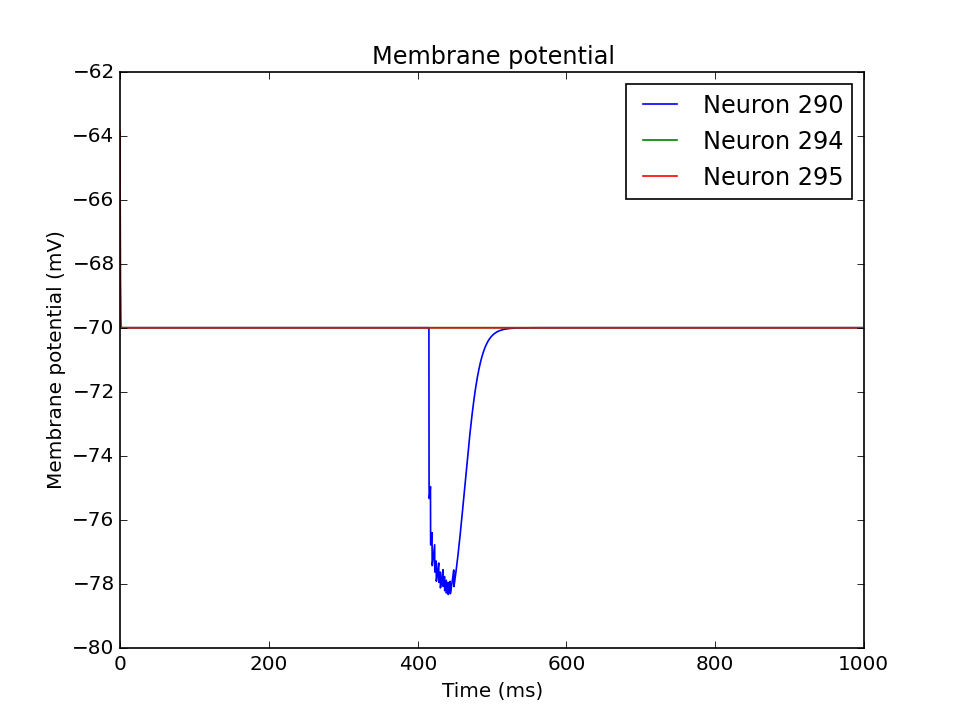 Membrane potential
Neuron 290
Neuron 294
Neuron 295
−62
−64
−66
−68
−70
−72
−74
−76
−78
−80
Membrane potential (mV)
0 200 400 600 800 1000
Time (ms)